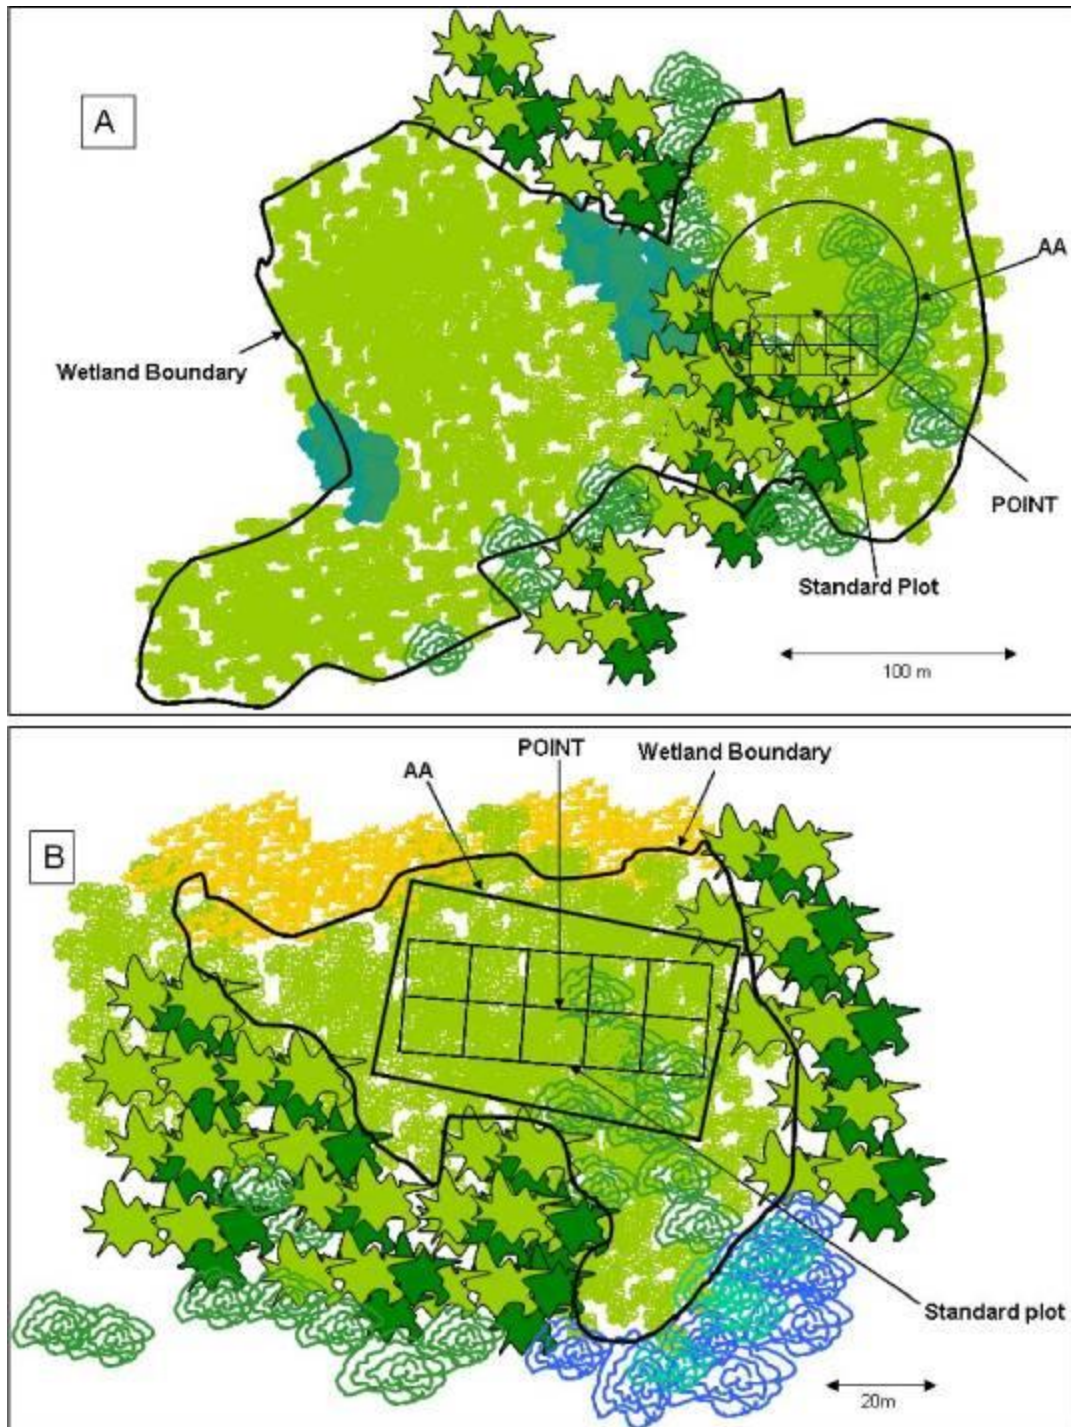 A
AA
Wetland Boundary
POINT
Standard Plot
100 m
POINT
Wetland Boundary
AA
B
Standard plot
20m